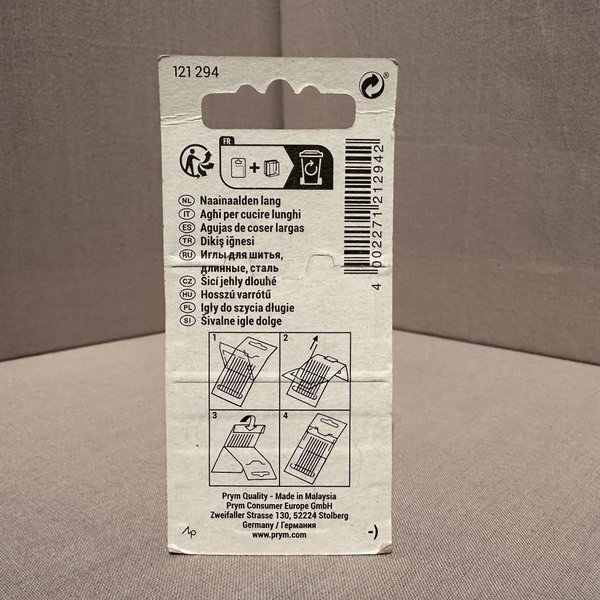 121 294
®
FR
+
NL Naainaalden lang
IT Aghi per cucire lunghi
ES Agujas de coser largas
TR Dikiş iğnesi
RU Иглы для шитья,
длинные, сталь
CZ Šicí jehly dlouhé
HU Hosszú varrótű
PL Igły do szycia długie
SI Šivalne igle dolge
4 002271 212942
1
2
3
4
Prym Quality - Made in Malaysia
Prym Consumer Europe GmbH
Zweifaller Strasse 130, 52224 Stolberg
Germany / Германия
www.prym.com
-)